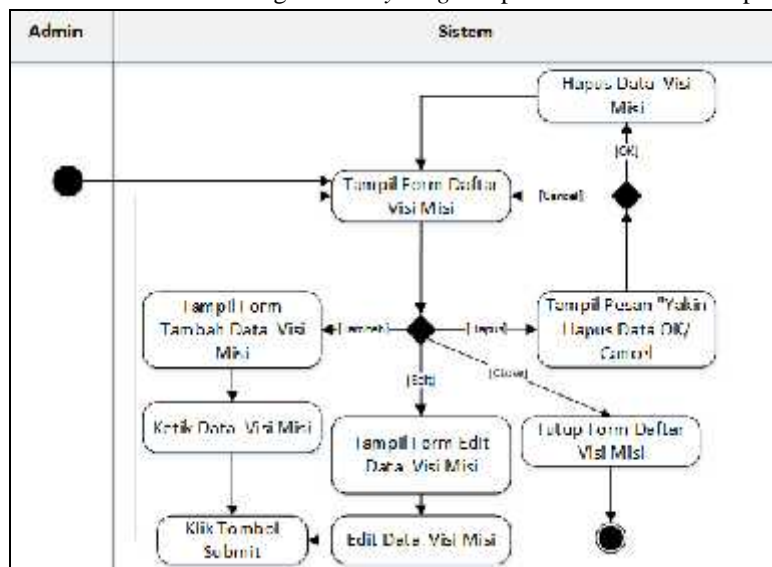 Admin
Sistem
Hapus Data Visi
Misi
[OK]
Tampil Form Daftar
Visi Misi
[Cancel]
Tampil Form
Tambah Data Visi
Misi
[Tambah]
[Hapus]
Tampil Pesan "Yakin
Hapus Data OK/
Cancel
[Edit]
[Close]
Ketik Data Visi Misi
Tampil Form Edit
Data Visi Misi
Tutup Form Daftar
Visi Misi
Klik Tombol
Submit
Edit Data Visi Misi